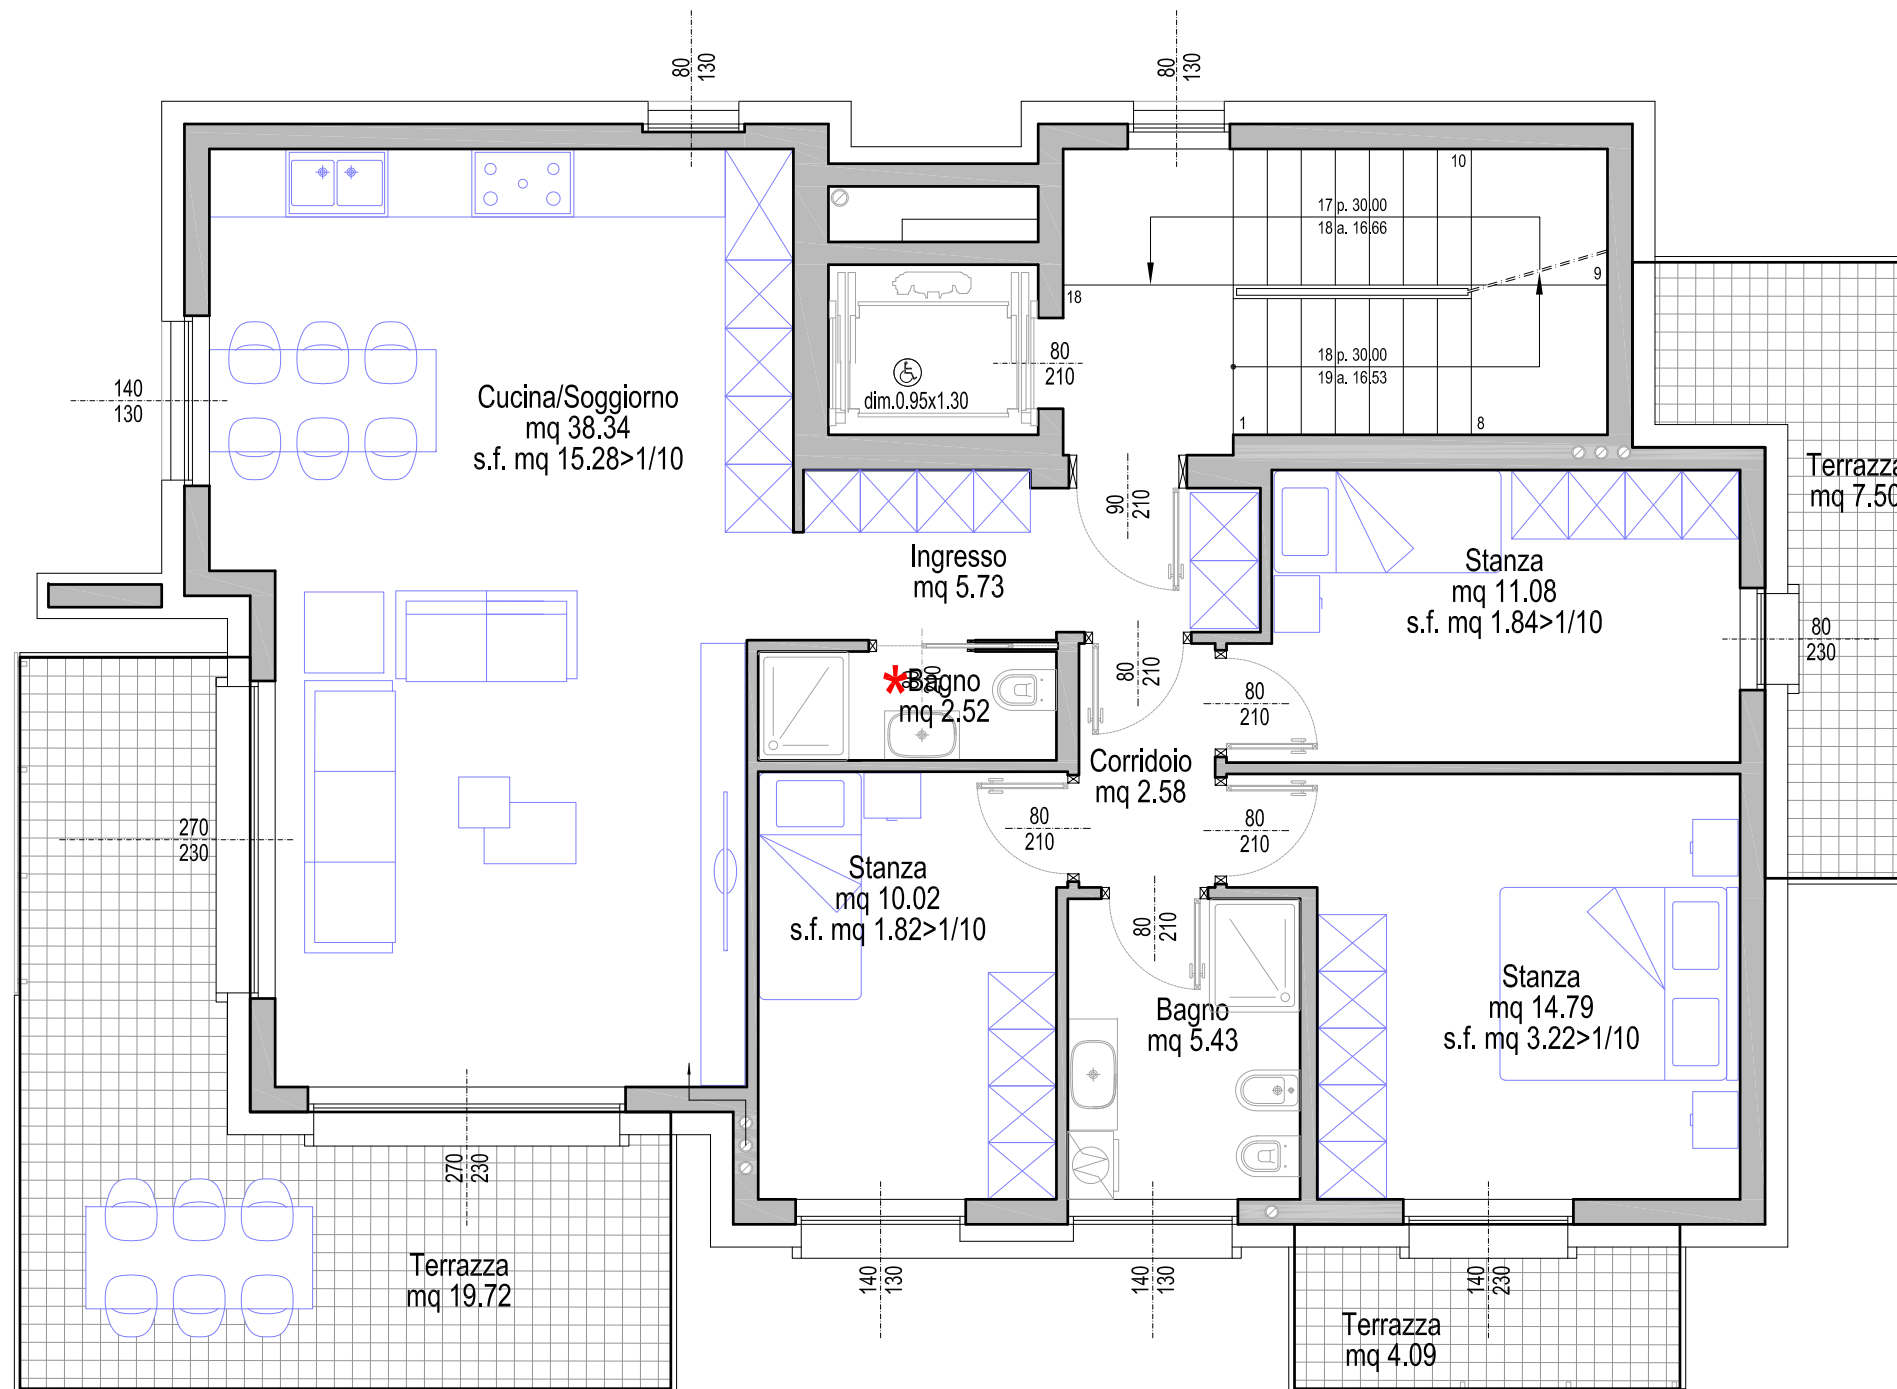 80
130
80
130
10
17 p. 30.00
18 a. 16.66
9
18
18 p. 30.00
19 a. 16.53
1
8
80
210
dim.0.95x1.30
140
130
Cucina/Soggiorno
mq 38.34
s.f. mq 15.28>1/10
Terrazza
mq 7.50
90
210
Ingresso
mq 5.73
Stanza
mq 11.08
s.f. mq 1.84>1/10
80
230
80
210
80
210
*Bagno
mq 2.52
Corridoio
mq 2.58
270
230
80
210
80
210
Stanza
mq 10.02
s.f. mq 1.82>1/10
80
210
Bagno
mq 5.43
Stanza
mq 14.79
s.f. mq 3.22>1/10
270
230
Terrazza
mq 19.72
140
130
140
130
140
230
Terrazza
mq 4.09